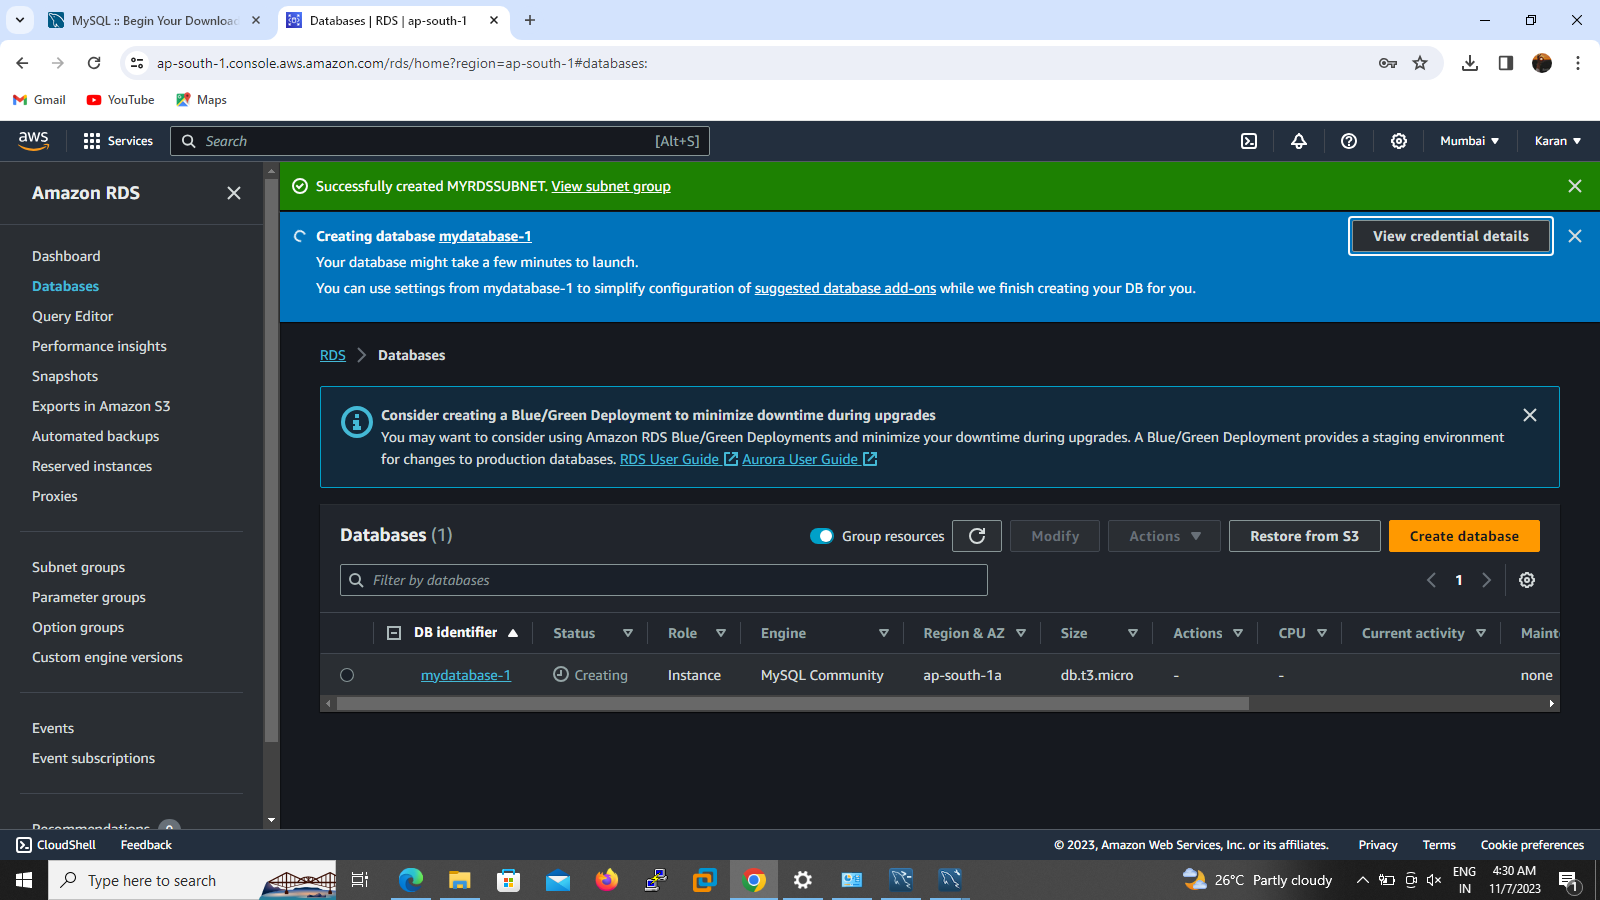 MySQL :: Begin Your Download
Databases | RDS | ap-south-1
ap-south-1.console.aws.amazon.com/rds/home?region=ap-south-1#databases:
Gmail
YouTube
Maps
aws
Services
Search
[Alt+S]
Mumbai
Karan
Amazon RDS
Dashboard
Databases
Query Editor
Performance insights
Snapshots
Exports in Amazon S3
Automated backups
Reserved instances
Proxies
Subnet groups
Parameter groups
Option groups
Custom engine versions
Events
Event subscriptions
Recommendations
Successfully created MYRDSSUBNET. View subnet group
Creating database mydatabase-1
View credential details
Your database might take a few minutes to launch.
You can use settings from mydatabase-1 to simplify configuration of suggested database add-ons while we finish creating your DB for you.
RDS > Databases
Consider creating a Blue/Green Deployment to minimize downtime during upgrades
You may want to consider using Amazon RDS Blue/Green Deployments and minimize your downtime during upgrades. A Blue/Green Deployment provides a staging environment
for changes to production databases. RDS User Guide Aurora User Guide
Databases (1)
Group resources
Modify
Actions
Restore from S3
Create database
Filter by databases
1
DB identifier Status Role Engine Region & AZ Size Actions CPU Current activity Maint
mydatabase-1 Creating Instance MySQL Community ap-south-1a db.t3.micro - - none
CloudShell
Feedback
© 2023, Amazon Web Services, Inc. or its affiliates.
Privacy
Terms
Cookie preferences
Type here to search
26°C Partly cloudy
ENG
IN
4:30 AM
11/7/2023
1